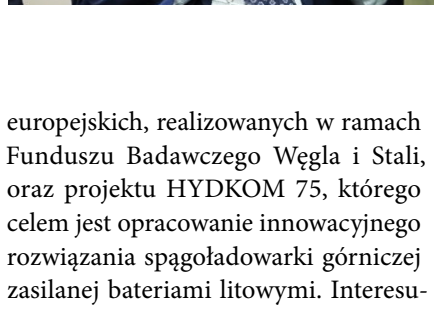 europejskich, realizowanych w ramach
Funduszu Badawczego Węgla i Stali,
oraz projektu HYDKOM 75, którego
celem jest opracowanie innowacyjnego
rozwiązania spągoładowarki górniczej
zasilanej bateriami litowymi. Interesu-